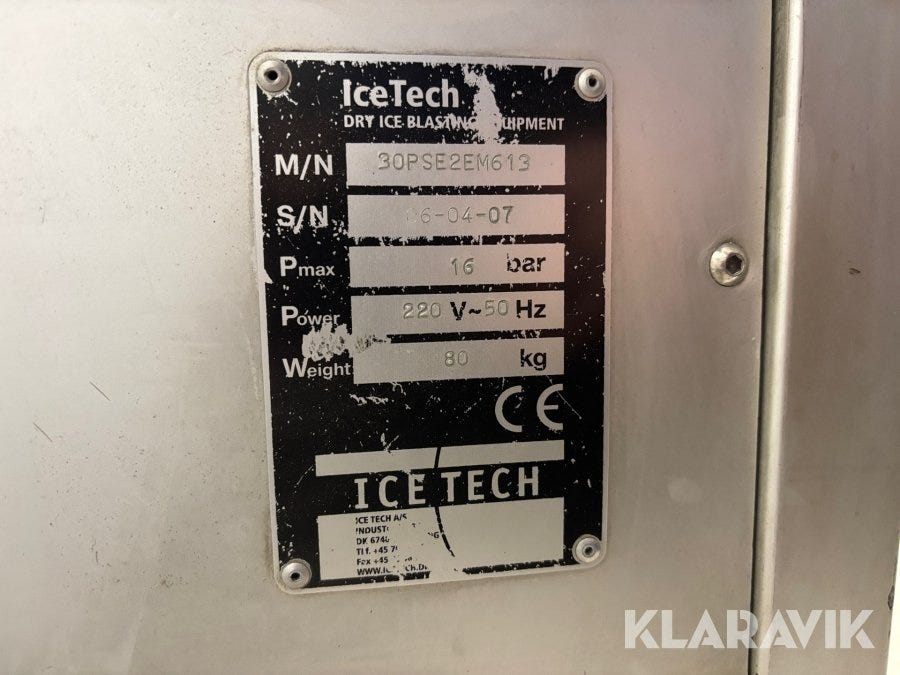 IceTech
DRY ICE BLASTING EQUIPMENT
M/N 30PSE2EM613
S/N 06-04-07
Pmax 16 bar
Power 220 V~50 Hz
Weight: 80 kg
CE
ICE TECH
ICE TECH A/S
DK
Tlf. +45
Fax +45
KLARAVIK